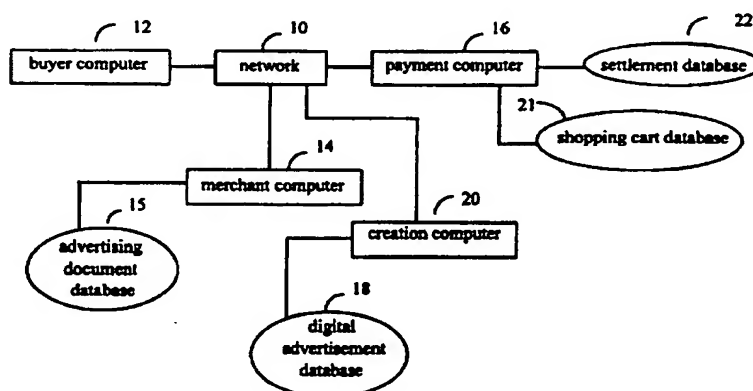 12
10
16
22
buyer computer
network
payment computer
settlement database
21
shopping cart database
14
merchant computer
20
creation computer
15
advertising
document
database
18
digital
advertisement
database